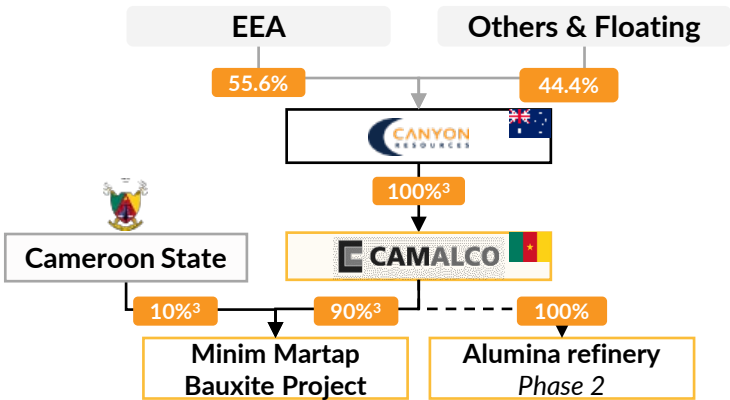 EEA
Others & Floating
55.6%
44.4%
CANYON
RESOURCES
100%³
Cameroon State
CAMALCO
10%³
90%³
100%
Minim Martap
Bauxite Project
Alumina refinery
Phase 2